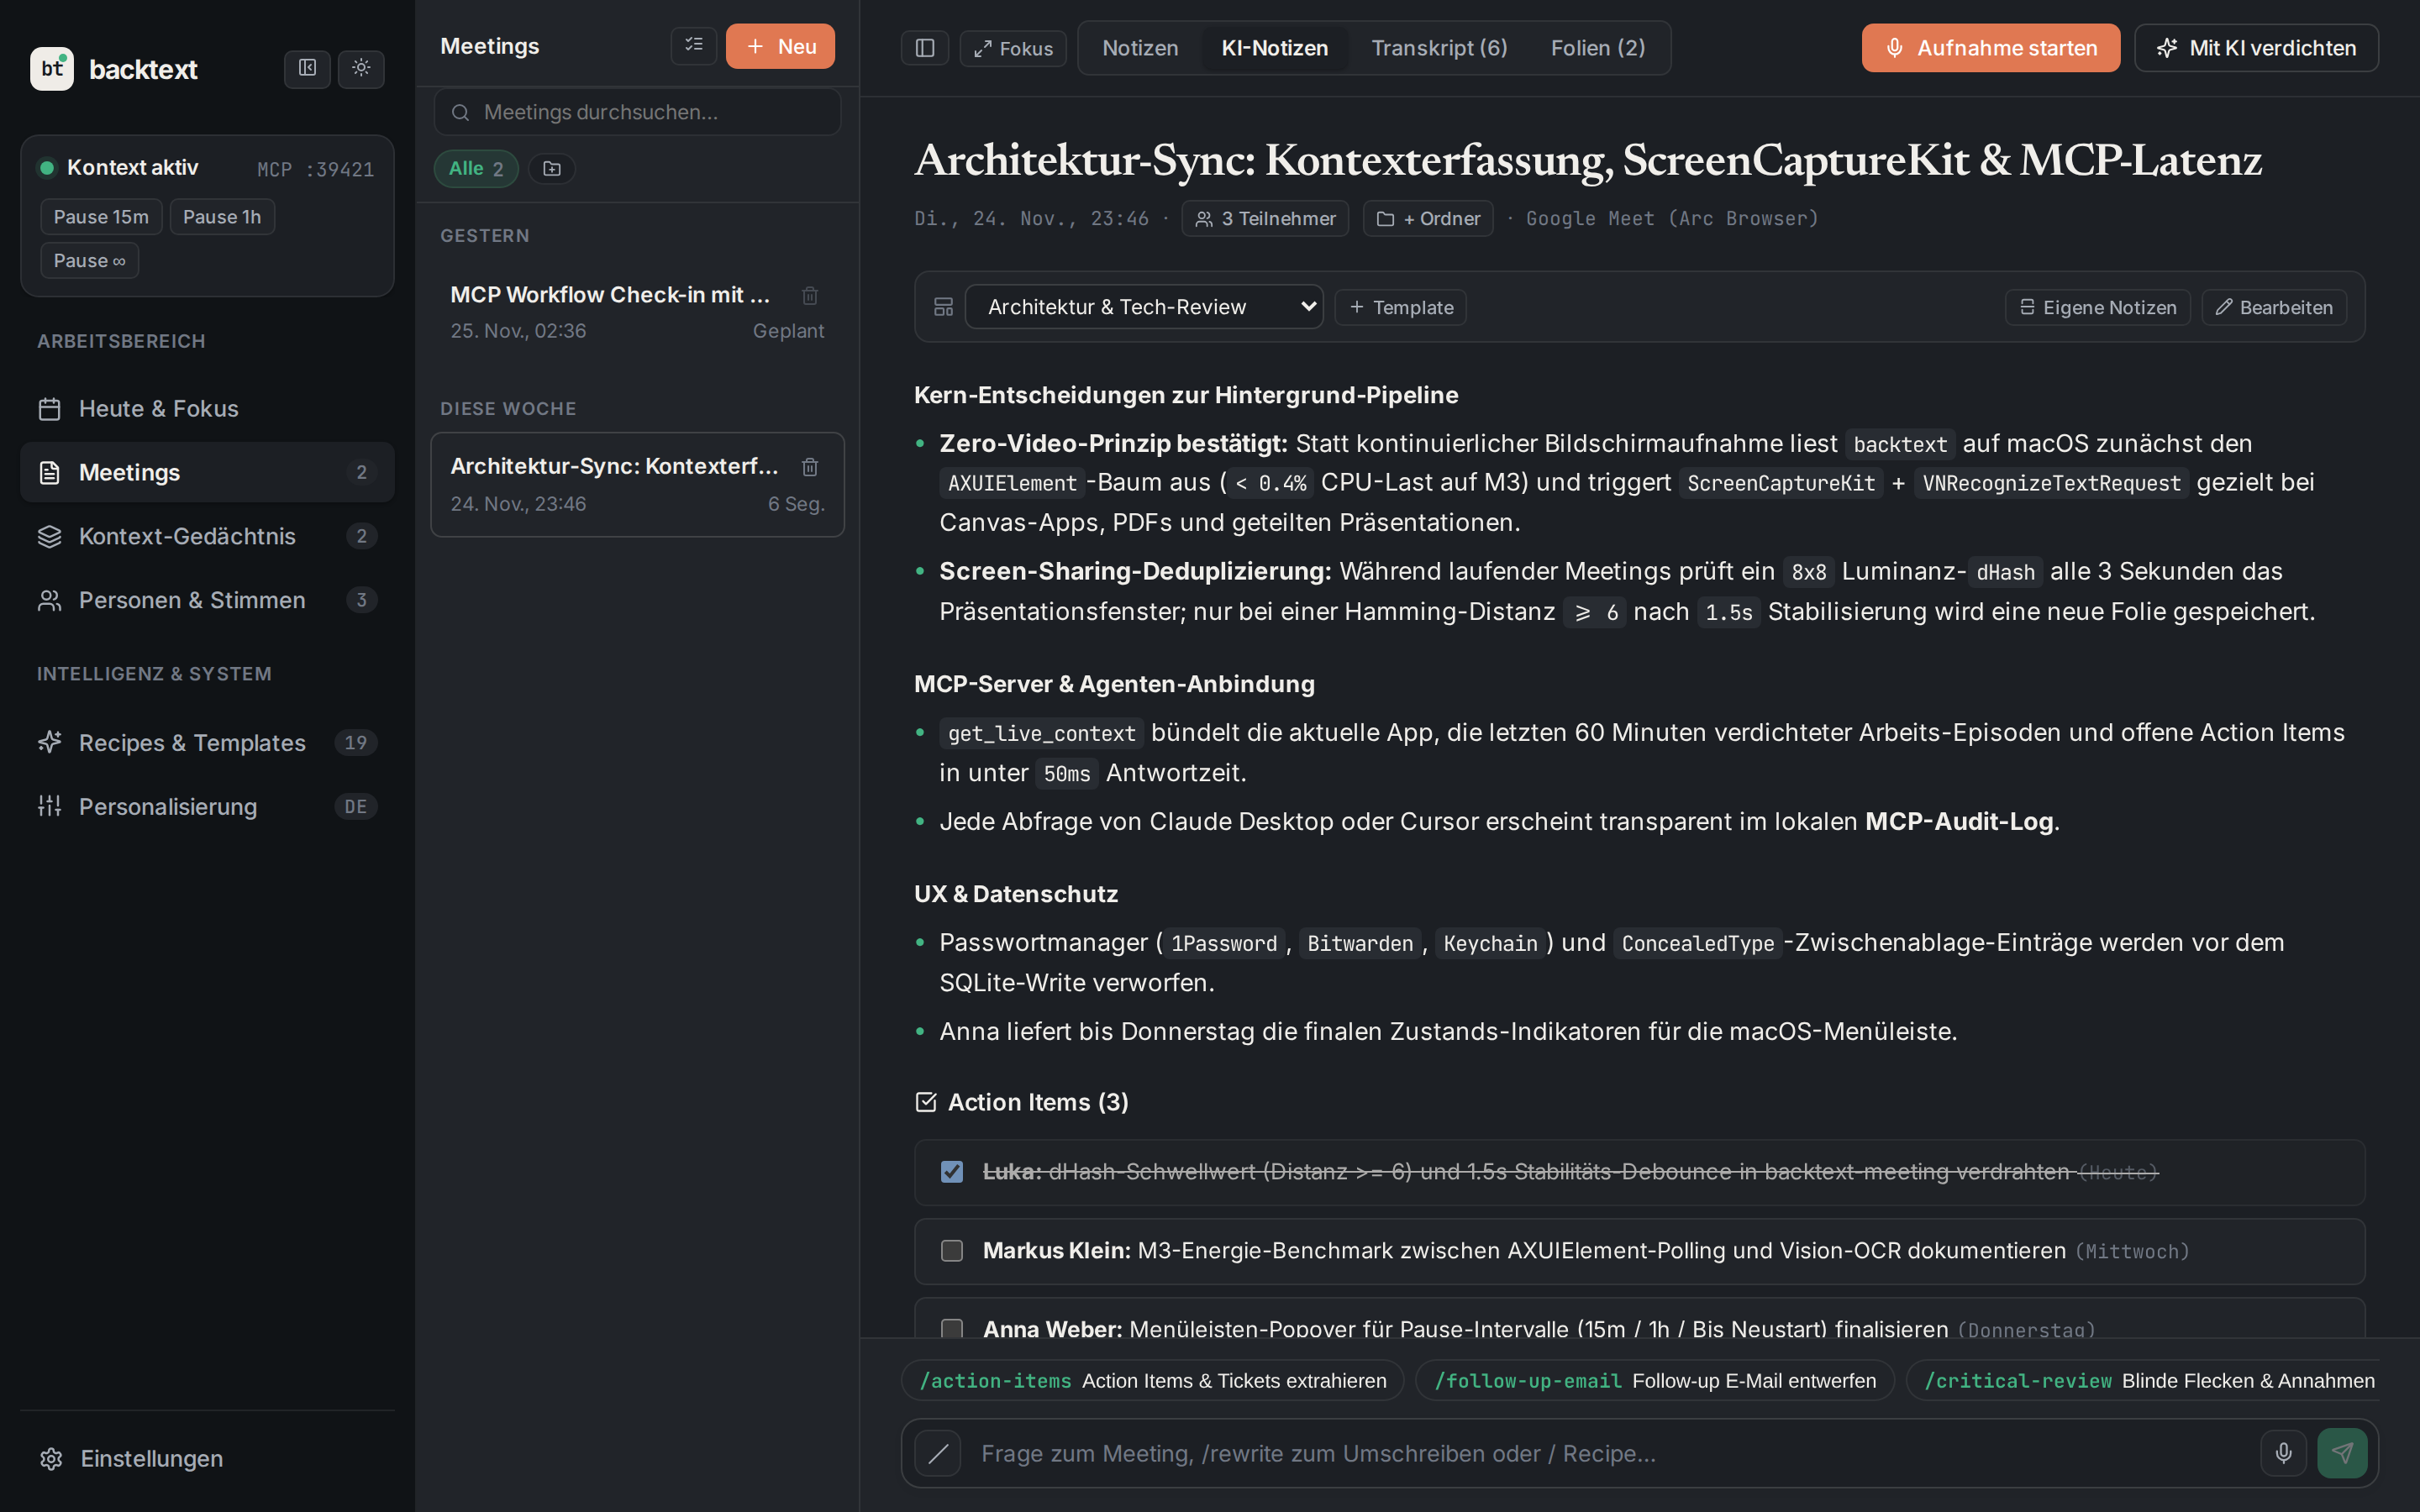 bt backtext
Kontext aktiv MCP :39421
Pause 15m Pause 1h
Pause ∞
ARBEITSBEREICH
Heute & Fokus
Meetings 2
Kontext-Gedächtnis 2
Personen & Stimmen 3
INTELLIGENZ & SYSTEM
Recipes & Templates 19
Personalisierung DE
Einstellungen
Meetings + Neu
Meetings durchsuchen...
Alle 2
GESTERN
MCP Workflow Check-in mit ...
25. Nov., 02:36 Geplant
DIESE WOCHE
Architektur-Sync: Kontexterf...
24. Nov., 23:46 6 Seg.
Fokus Notizen KI-Notizen Transkript (6) Folien (2) Aufnahme starten Mit KI verdichten
Architektur-Sync: Kontexterfassung, ScreenCaptureKit & MCP-Latenz
Di., 24. Nov., 23:46 · 3 Teilnehmer + Ordner · Google Meet (Arc Browser)
Architektur & Tech-Review + Template Eigene Notizen Bearbeiten
Kern-Entscheidungen zur Hintergrund-Pipeline
• Zero-Video-Prinzip bestätigt: Statt kontinuierlicher Bildschirmaufnahme liest backtext auf macOS zunächst den
AXUIElement-Baum aus (< 0.4% CPU-Last auf M3) und triggert ScreenCaptureKit + VNRecognizeTextRequest gezielt bei
Canvas-Apps, PDFs und geteilten Präsentationen.
• Screen-Sharing-Deduplizierung: Während laufender Meetings prüft ein 8x8 Luminanz-dHash alle 3 Sekunden das
Präsentationsfenster; nur bei einer Hamming-Distanz ≥ 6 nach 1.5s Stabilisierung wird eine neue Folie gespeichert.
MCP-Server & Agenten-Anbindung
• get_live_context bündelt die aktuelle App, die letzten 60 Minuten verdichteter Arbeits-Episoden und offene Action Items
in unter 50ms Antwortzeit.
• Jede Abfrage von Claude Desktop oder Cursor erscheint transparent im lokalen MCP-Audit-Log.
UX & Datenschutz
• Passwortmanager (1Password, Bitwarden, Keychain) und ConcealedType-Zwischenablage-Einträge werden vor dem
SQLite-Write verworfen.
• Anna liefert bis Donnerstag die finalen Zustands-Indikatoren für die macOS-Menüleiste.
Action Items (3)
Luka: dHash-Schwellwert (Distanz >= 6) und 1.5s Stabilitäts-Debounce in backtext-meeting verdrahten (Heute)
Markus Klein: M3-Energie-Benchmark zwischen AXUIElement-Polling und Vision-OCR dokumentieren (Mittwoch)
Anna Weber: Menüleisten-Popover für Pause-Intervalle (15m / 1h / Bis Neustart) finalisieren (Donnerstag)
/action-items Action Items & Tickets extrahieren /follow-up-email Follow-up E-Mail entwerfen /critical-review Blinde Flecken & Annahmen
Frage zum Meeting, /rewrite zum Umschreiben oder / Recipe...